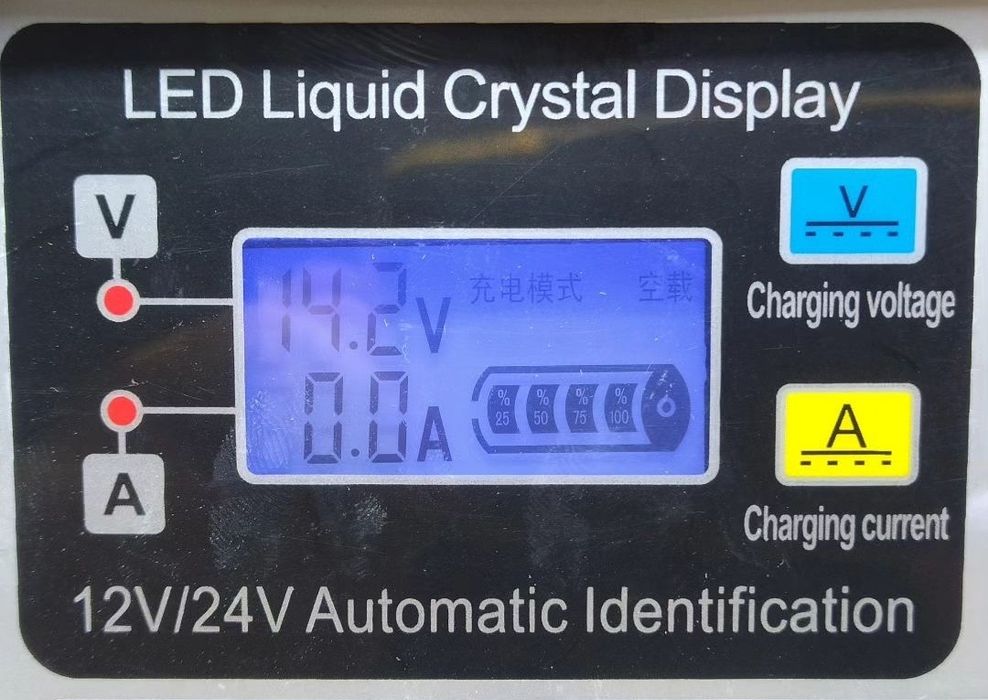 LED Liquid Crystal Display
V
V
Charging voltage
14.2V
充电模式 空载
0.0A
% 25 % 50 % 75 % 100
A
A
Charging current
12V/24V Automatic Identification